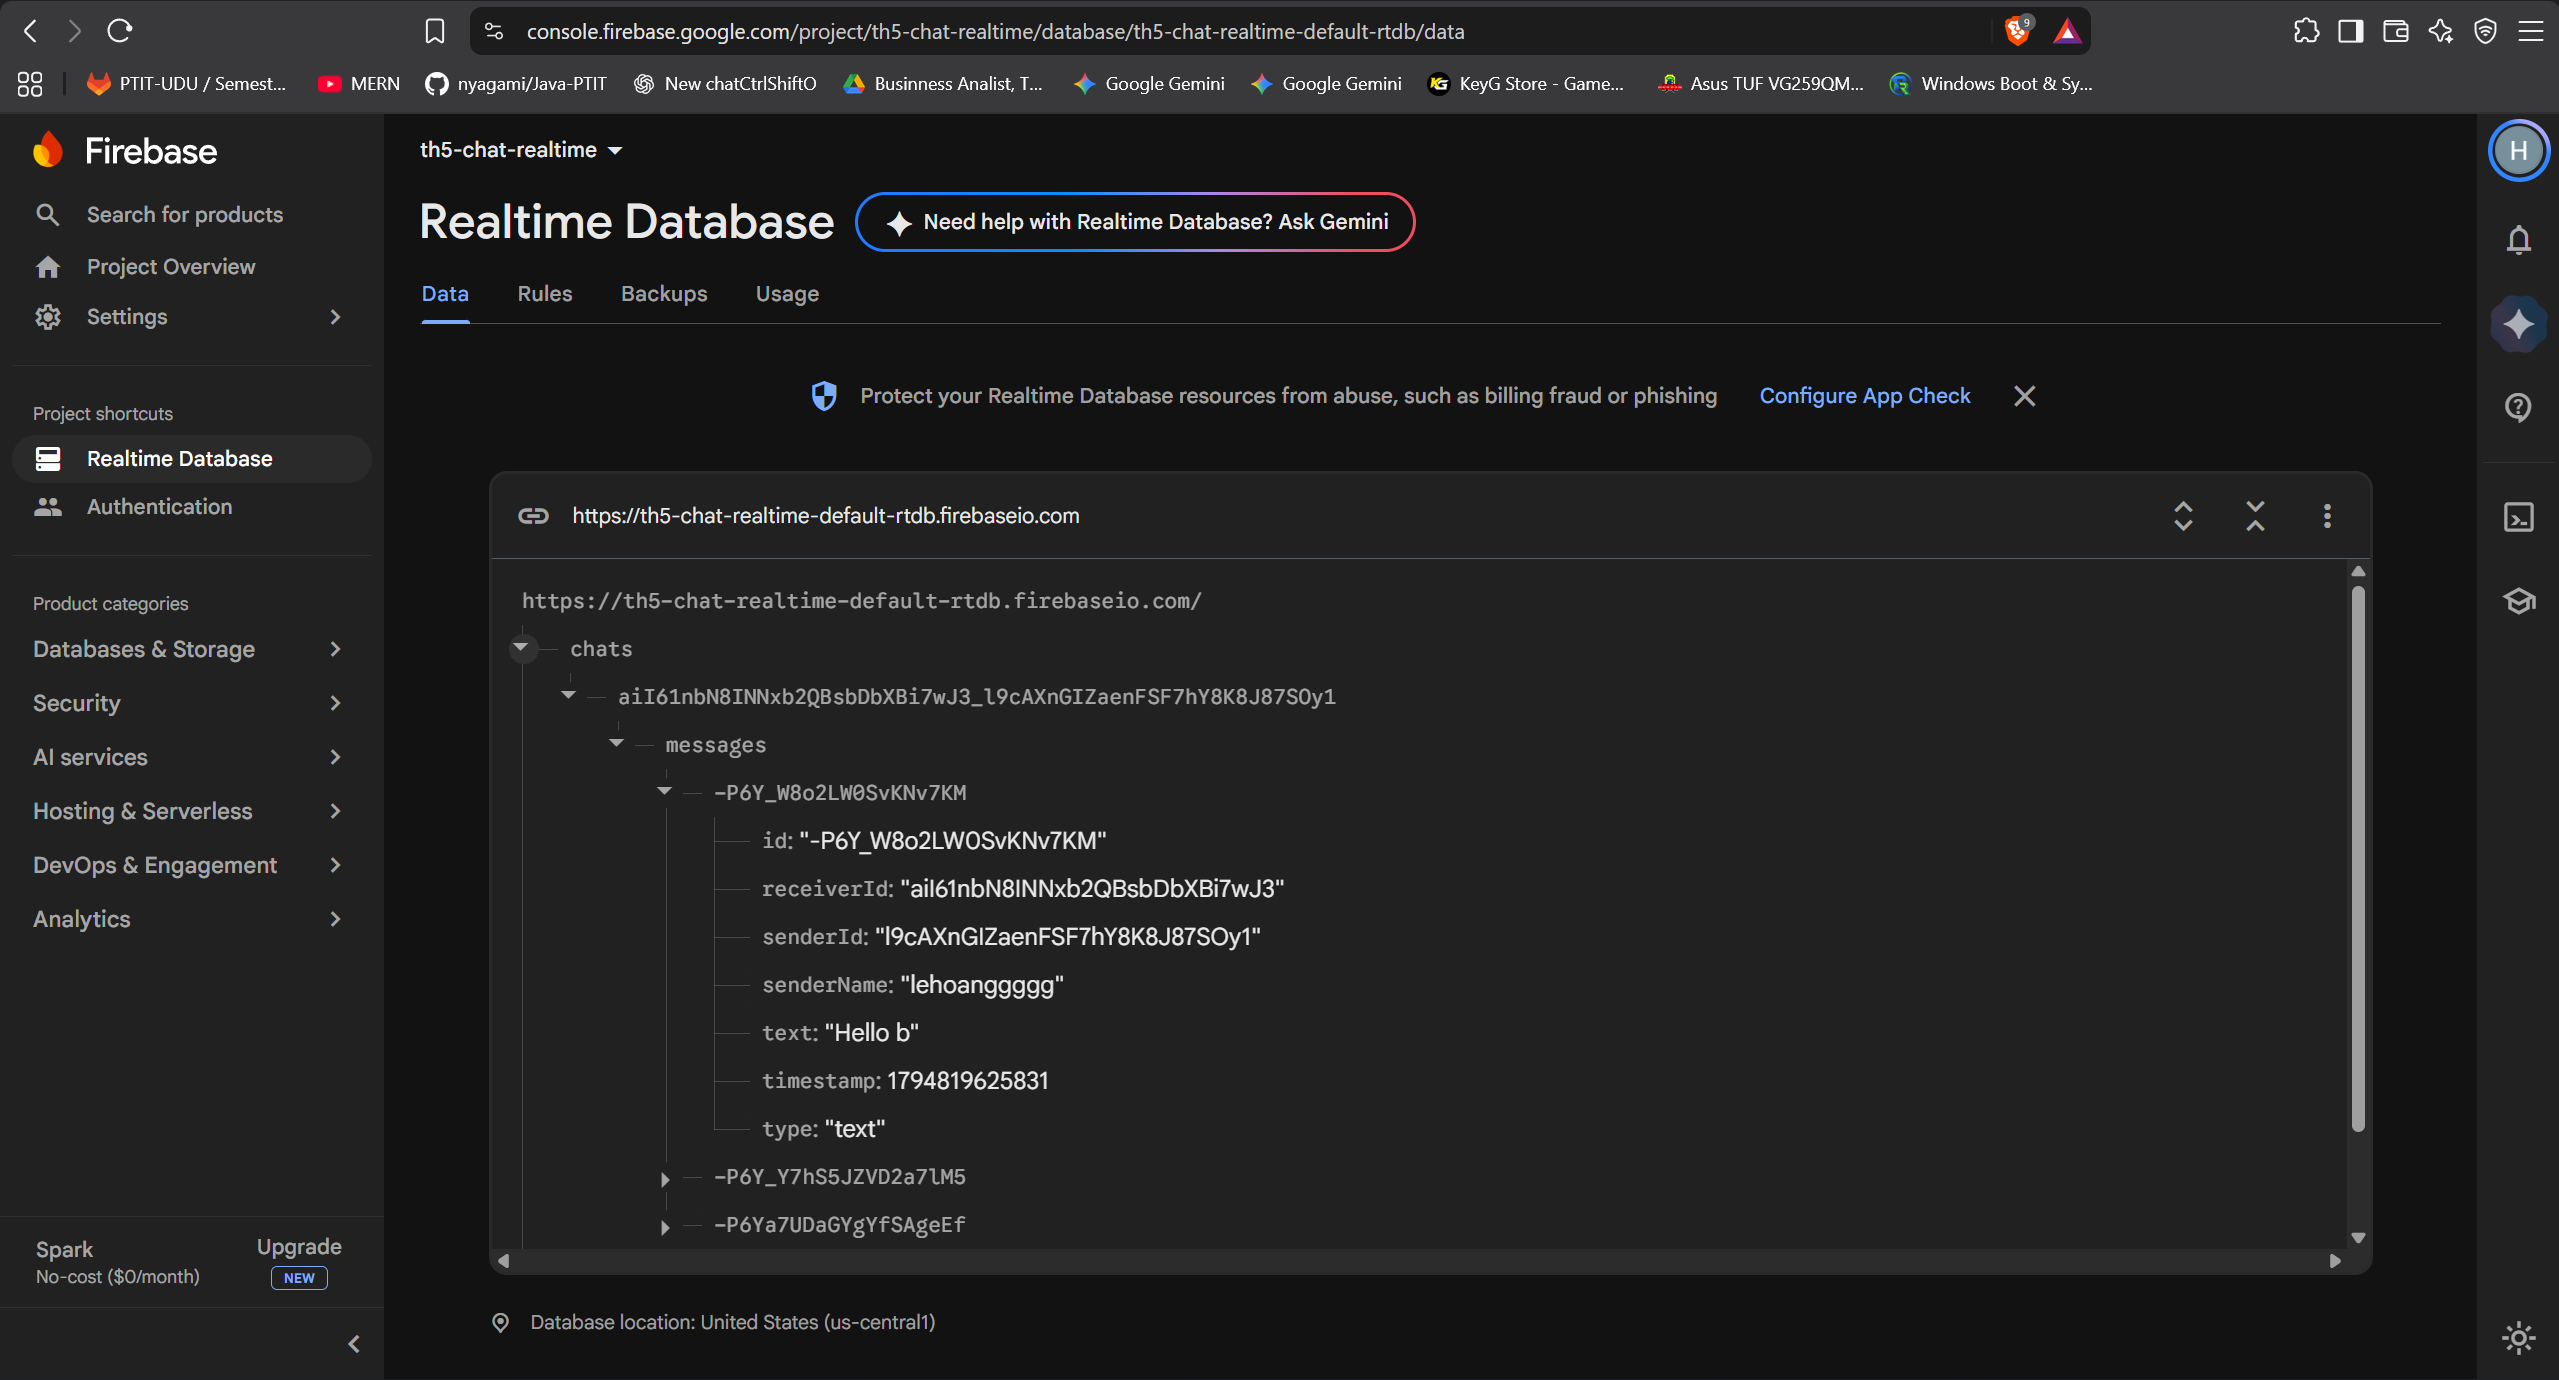 console.firebase.google.com/project/th5-chat-realtime/database/th5-chat-realtime-default-rtdb/data
9
PTIT-UDU / Semest...
MERN
nyagami/Java-PTIT
New chatCtrlShiftO
Businness Analist, T...
Google Gemini
Google Gemini
KeyG Store - Game...
Asus TUF VG259QM...
Windows Boot & Sy...
Firebase
Search for products
Project Overview
Settings
Project shortcuts
Realtime Database
Authentication
Product categories
Databases & Storage
Security
AI services
Hosting & Serverless
DevOps & Engagement
Analytics
Spark
No-cost ($0/month)
Upgrade
NEW
th5-chat-realtime
Realtime Database
Need help with Realtime Database? Ask Gemini
Data
Rules
Backups
Usage
Protect your Realtime Database resources from abuse, such as billing fraud or phishing
Configure App Check
https://th5-chat-realtime-default-rtdb.firebaseio.com
https://th5-chat-realtime-default-rtdb.firebaseio.com/
chats
aiI61nbN8INNxb2QBsbDbXBi7wJ3_l9cAXnGIZaenFSF7hY8K8J87SOy1
messages
-P6Y_W8o2LW0SvKNv7KM
id: "-P6Y_W8o2LW0SvKNv7KM"
receiverId: "aiI61nbN8INNxb2QBsbDbXBi7wJ3"
senderId: "l9cAXnGIZaenFSF7hY8K8J87SOy1"
senderName: "lehoanggggg"
text: "Hello b"
timestamp: 1794819625831
type: "text"
-P6Y_Y7hS5JZVD2a7lM5
-P6Ya7UDaGYgYfSAgeEf
Database location: United States (us-central1)
H